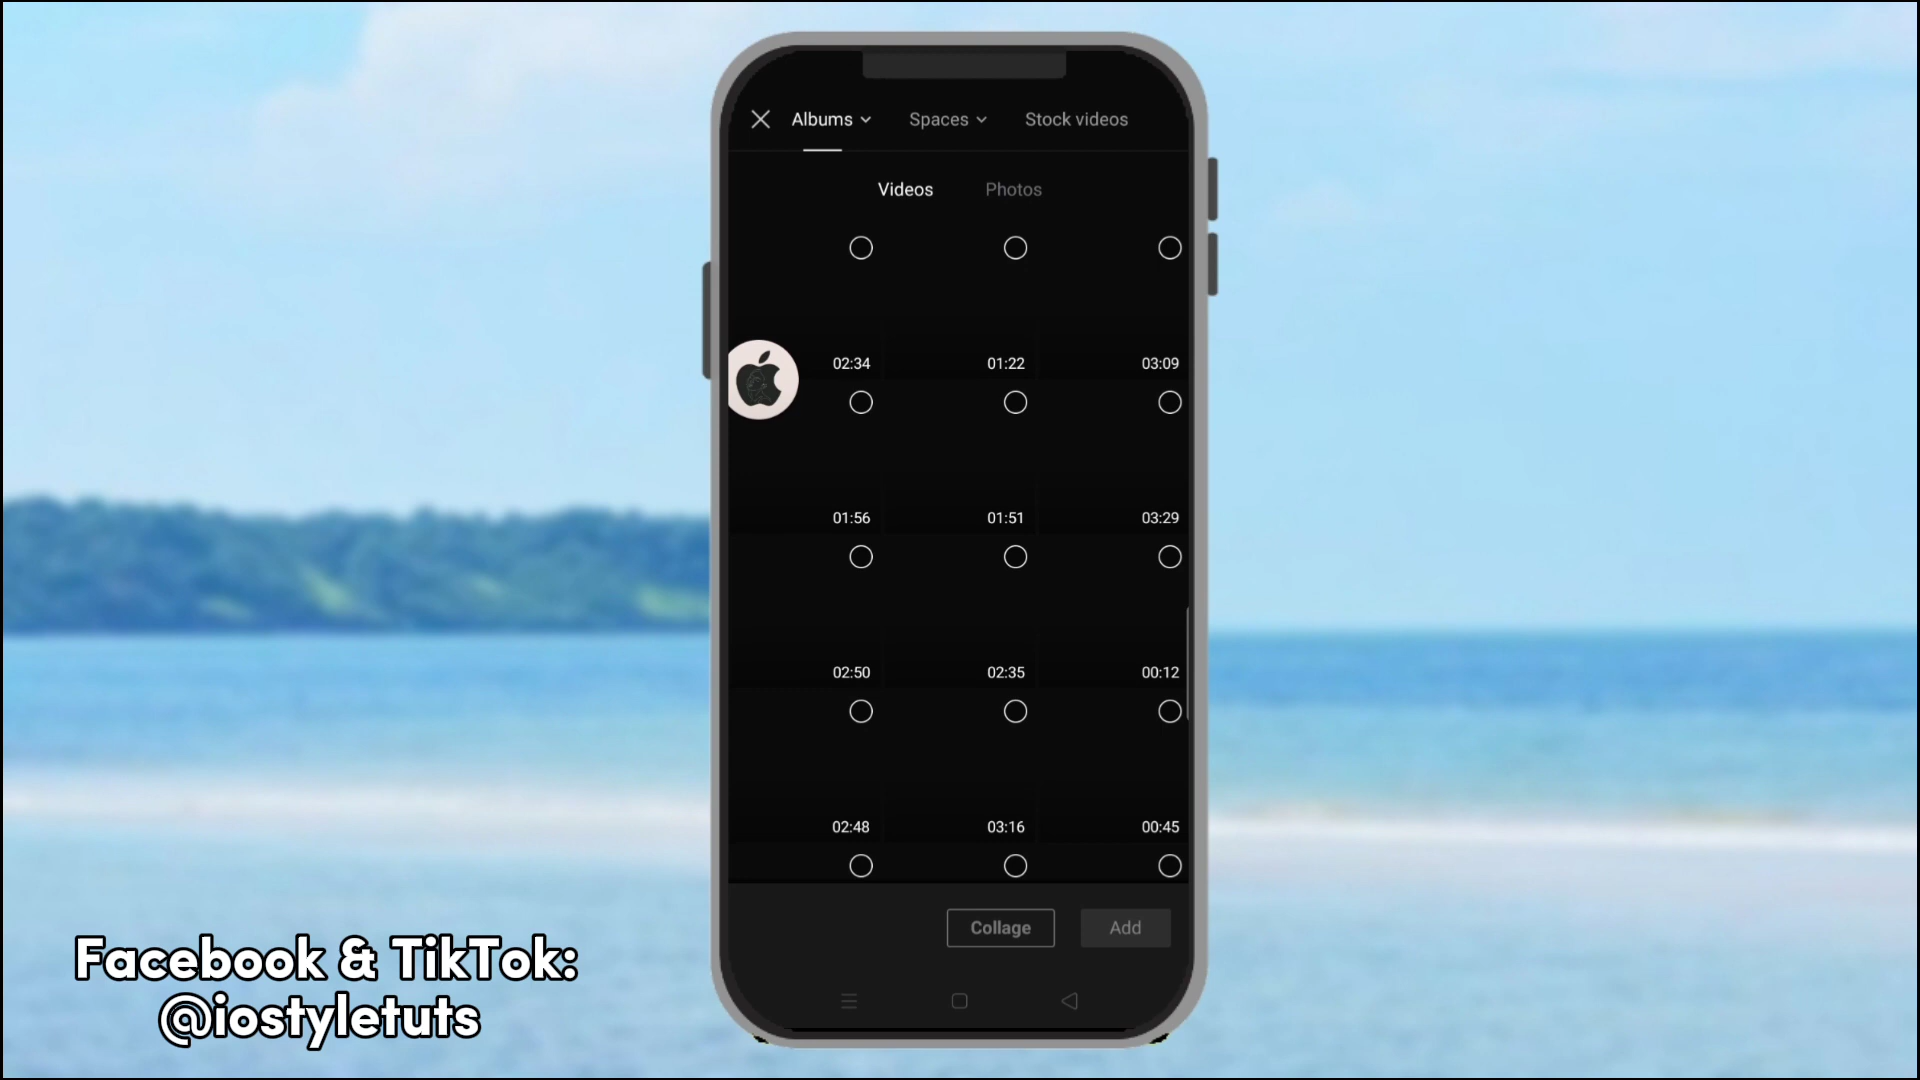 Albums
Spaces
Stock videos
Videos
Photos
02:34
01:22
03:09
01:56
01:51
03:29
02:50
02:35
00:12
02:48
03:16
00:45
Collage
Add
Facebook & TikTok:
@iostyletuts